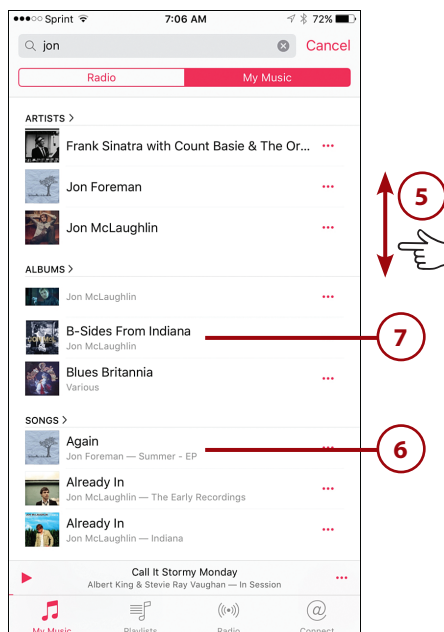 Sprint 7:06 AM 72%
jon Cancel
Radio My Music
ARTISTS >
Frank Sinatra with Count Basie & The Or... •••
Jon Foreman •••
Jon McLaughlin •••
5
ALBUMS >
Jon McLaughlin •••
B-Sides From Indiana
Jon McLaughlin
7
Blues Britannia
Various •••
SONGS >
Again
Jon Foreman — Summer - EP
6
Already In
Jon McLaughlin — The Early Recordings •••
Already In
Jon McLaughlin — Indiana •••
Call It Stormy Monday
Albert King & Stevie Ray Vaughan — In Session •••
My Music Playlists Radio Connect